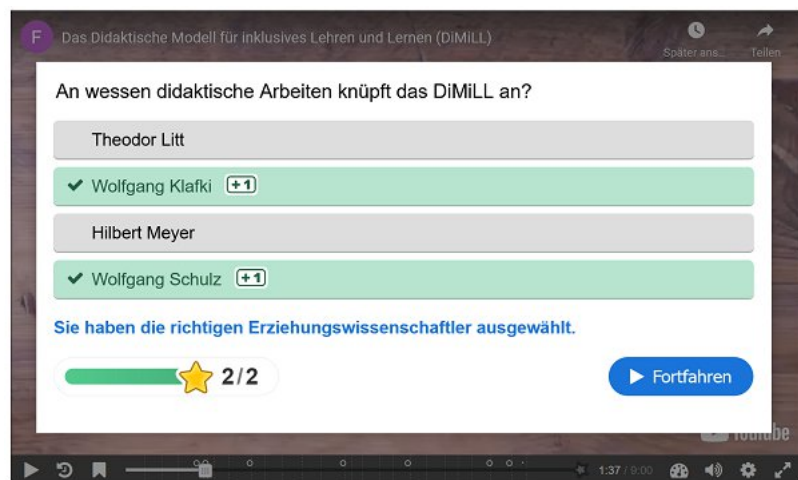 F Das Didaktische Modell für inklusives Lehren und Lernen (DiMiLL)
Später ans...
Teilen
An wessen didaktische Arbeiten knüpft das DiMiLL an?
Theodor Litt
Wolfgang Klafki +1
Hilbert Meyer
Wolfgang Schulz +1
Sie haben die richtigen Erziehungswissenschaftler ausgewählt.
2/2
Fortfahren
YouTube
1:37 / 9:00